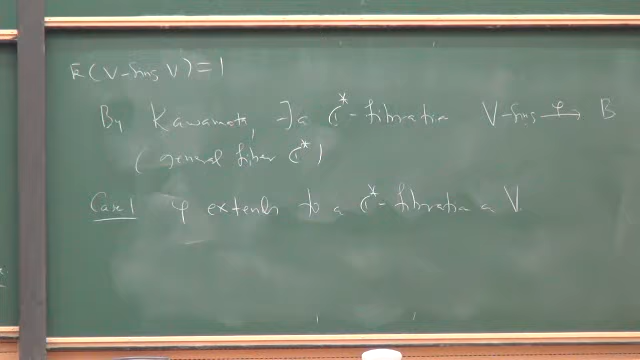 k̄(V-Sing V) = 1
By Kawamata, ∃ a ℂ*-fibration V-Sing →^φ B
(general fiber ℂ*)
Case 1 φ extends to a ℂ*-fibration on V.